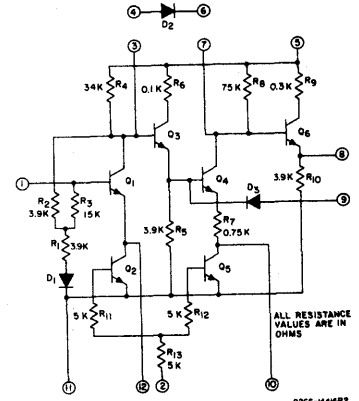 4 6
D2
3 7 5
R4 R6 R8 R9
34K 0.1K 75K 0.3K
Q3 Q6
8
1 Q1 Q4 D3 R10
3.9K
9
R2 R3
3.9K 15K
R5
3.9K
R7
0.75K
R1 3.9K
D1 Q2 Q5
R11 R12
5K 5K
R13
5K
ALL RESISTANCE
VALUES ARE IN
OHMS
11 12 2 10